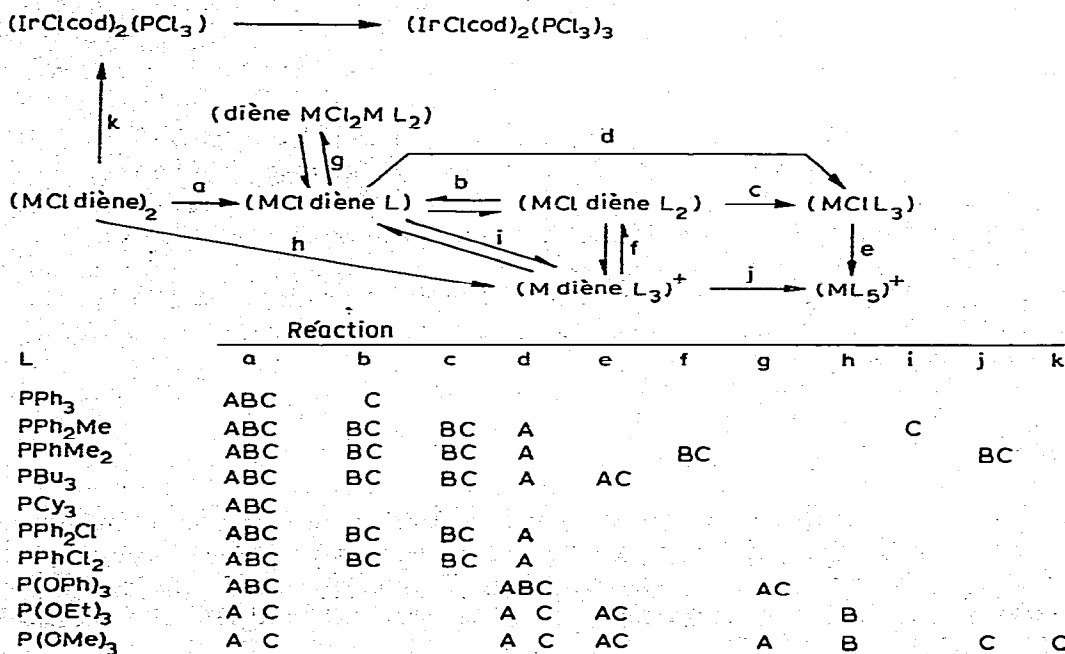 (IrClcod)₂(PCl₃) (IrClcod)₂(PCl₃)₃
k (diène MCl₂M L₂) d
g
(MCl diène)₂ a (MCl diène L) b (MCl diène L₂) c (MCl L₃)
h i f e
(M diène L₃)⁺ j (ML₅)⁺
Réaction
L a b c d e f g h i j k
PPh₃ ABC C
PPh₂Me ABC BC BC A C
PPhMe₂ ABC BC BC A BC BC
PBu₃ ABC BC BC A AC
PCy₃ ABC
PPh₂Cl ABC BC BC A
PPhCl₂ ABC BC BC A
P(OPh)₃ ABC ABC AC
P(OEt)₃ A C A C AC B
P(OMe)₃ A C A C AC A B C C